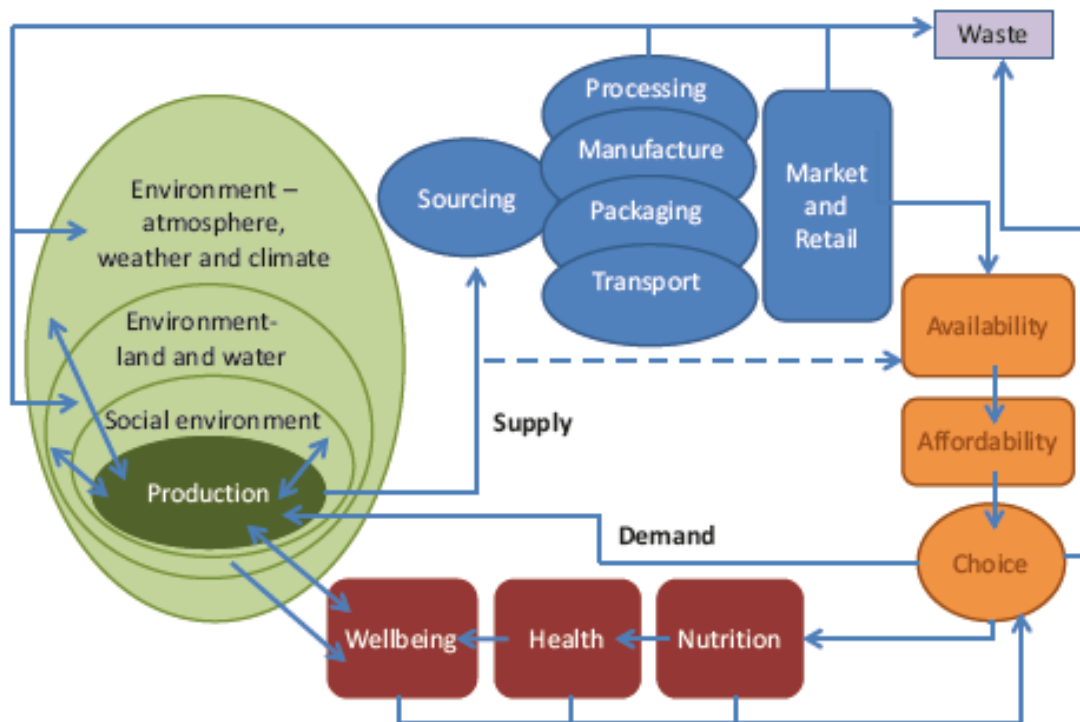 Waste
Processing
Manufacture
Packaging
Transport
Sourcing
Market
and
Retail
Environment –
atmosphere,
weather and climate
Environment-
land and water
Social environment
Production
Availability
Affordability
Choice
Supply
Demand
Wellbeing
Health
Nutrition